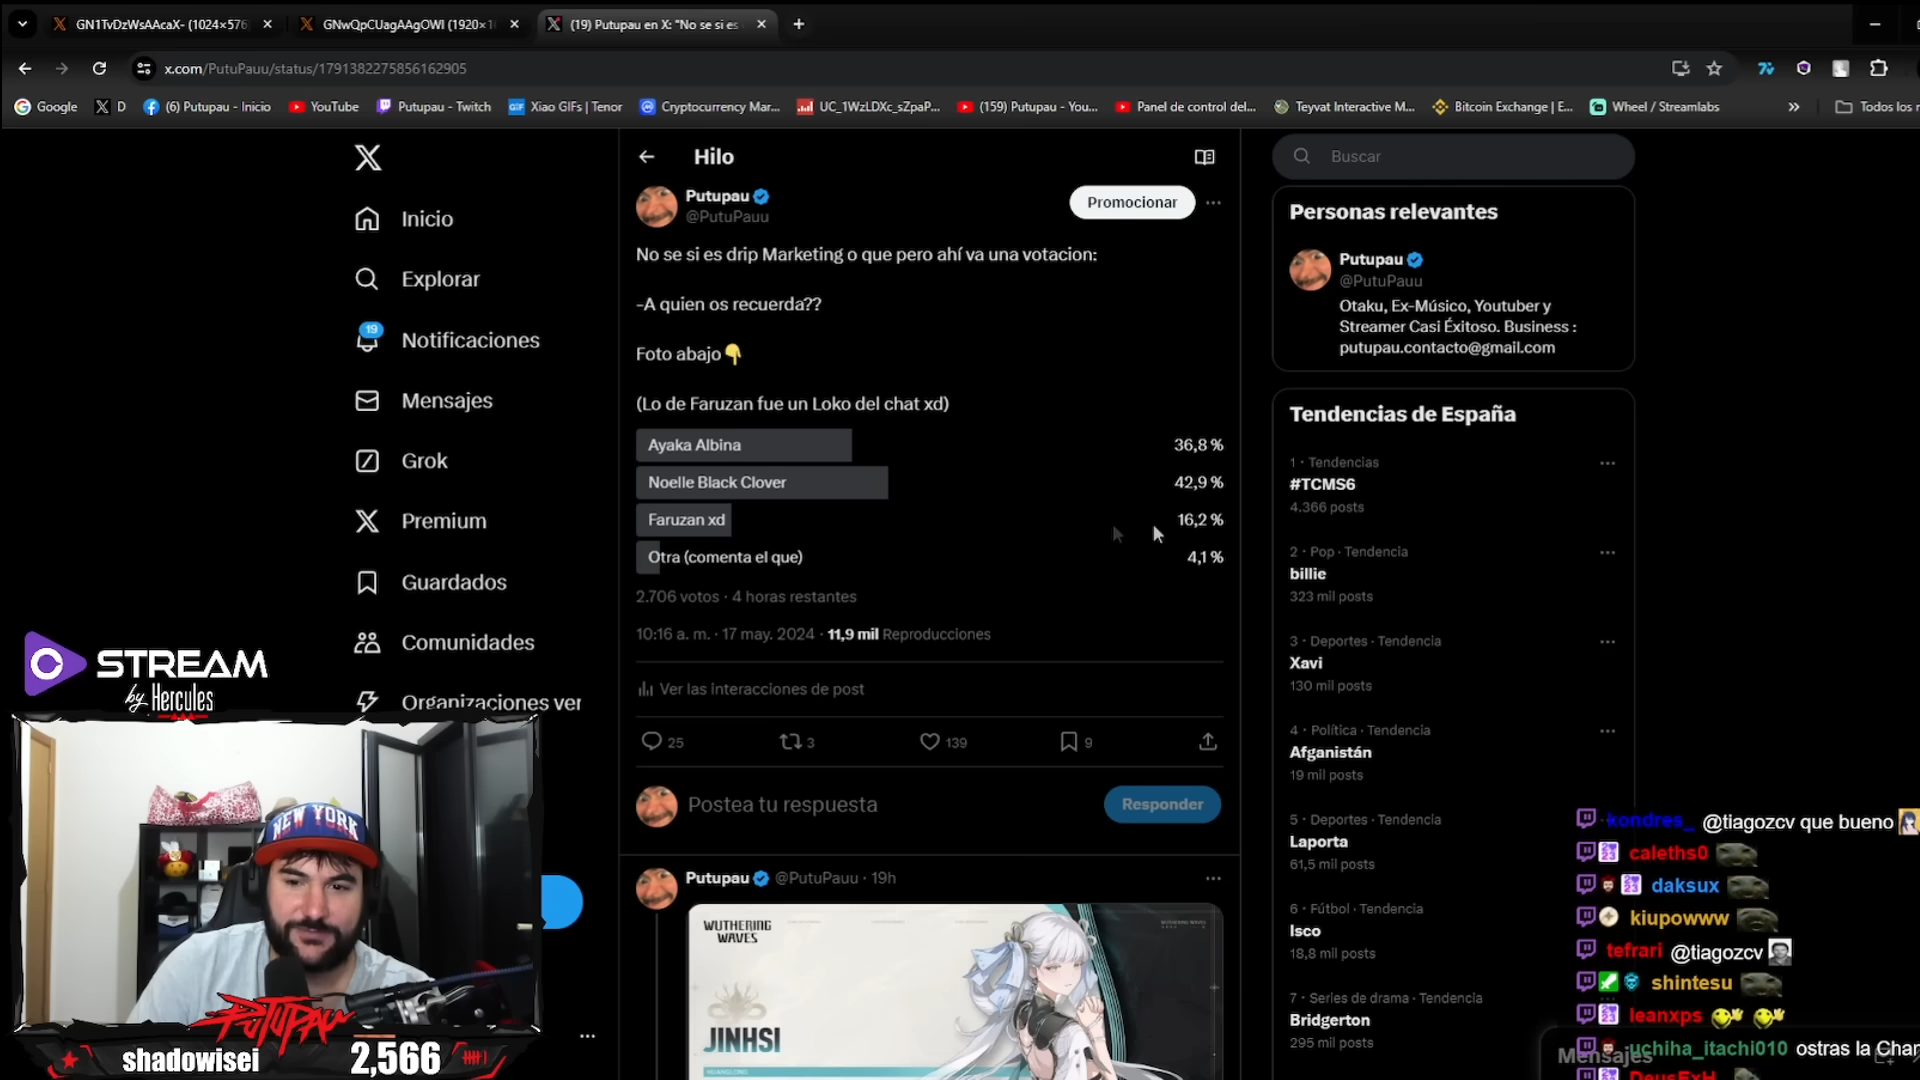 GN1TvDzWsAAcaX- (1024×576
GNwQpCUagAAgOWI (1920×1
(19) Putupau en X: "No se si es
x.com/PutuPauu/status/1791382275856162905
Google
D
(6) Putupau - Inicio
YouTube
Putupau - Twitch
Xiao GIFs | Tenor
Cryptocurrency Mar...
UC_1WzLDXc_sZpaP...
(159) Putupau - You...
Panel de control del...
Teyvat Interactive M...
Bitcoin Exchange | E...
Wheel / Streamlabs
Todos los
Inicio
Explorar
19
Notificaciones
Mensajes
Grok
Premium
Guardados
Comunidades
Organizaciones ver
Hilo
Putupau
@PutuPauu
Promocionar
No se si es drip Marketing o que pero ahí va una votacion:
-A quien os recuerda??
Foto abajo👇
(Lo de Faruzan fue un Loko del chat xd)
Ayaka Albina 36,8 %
Noelle Black Clover 42,9 %
Faruzan xd 16,2 %
Otra (comenta el que) 4,1 %
2.706 votos · 4 horas restantes
10:16 a. m. · 17 may. 2024 · 11,9 mil Reproducciones
Ver las interacciones de post
25 3 139 9
Postea tu respuesta
Responder
Putupau @PutuPauu · 19h
WUTHERING
WAVES
JINHSI
Buscar
Personas relevantes
Putupau
@PutuPauu
Otaku, Ex-Músico, Youtuber y
Streamer Casi Éxitoso. Business :
putupau.contacto@gmail.com
Tendencias de España
1 · Tendencias
#TCMS6
4.366 posts
2 · Pop · Tendencia
billie
323 mil posts
3 · Deportes · Tendencia
Xavi
130 mil posts
4 · Política · Tendencia
Afganistán
19 mil posts
5 · Deportes · Tendencia
Laporta
61,5 mil posts
6 · Fútbol · Tendencia
Isco
18,8 mil posts
7 · Series de drama · Tendencia
Bridgerton
295 mil posts
Mensajes
kondres_ @tiagozcv que bueno
caleths0
daksux
kiupowww
tefrari @tiagozcv
shintesu
leanxps
uchiha_itachi010 ostras la Char
DeusExH
STREAM
by Hercules
NEW YORK
PUTUPAU
shadowisei 2,566